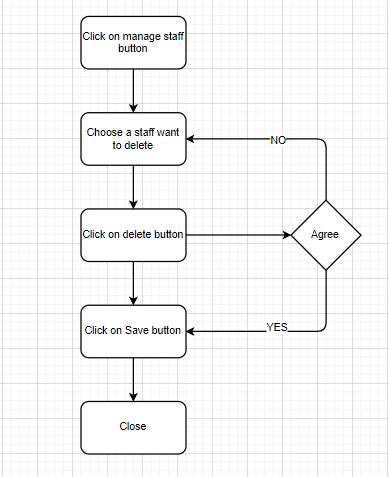 Click on manage staff
button
Choose a staff want
to delete
NO
Click on delete button
Agree
YES
Click on Save button
Close